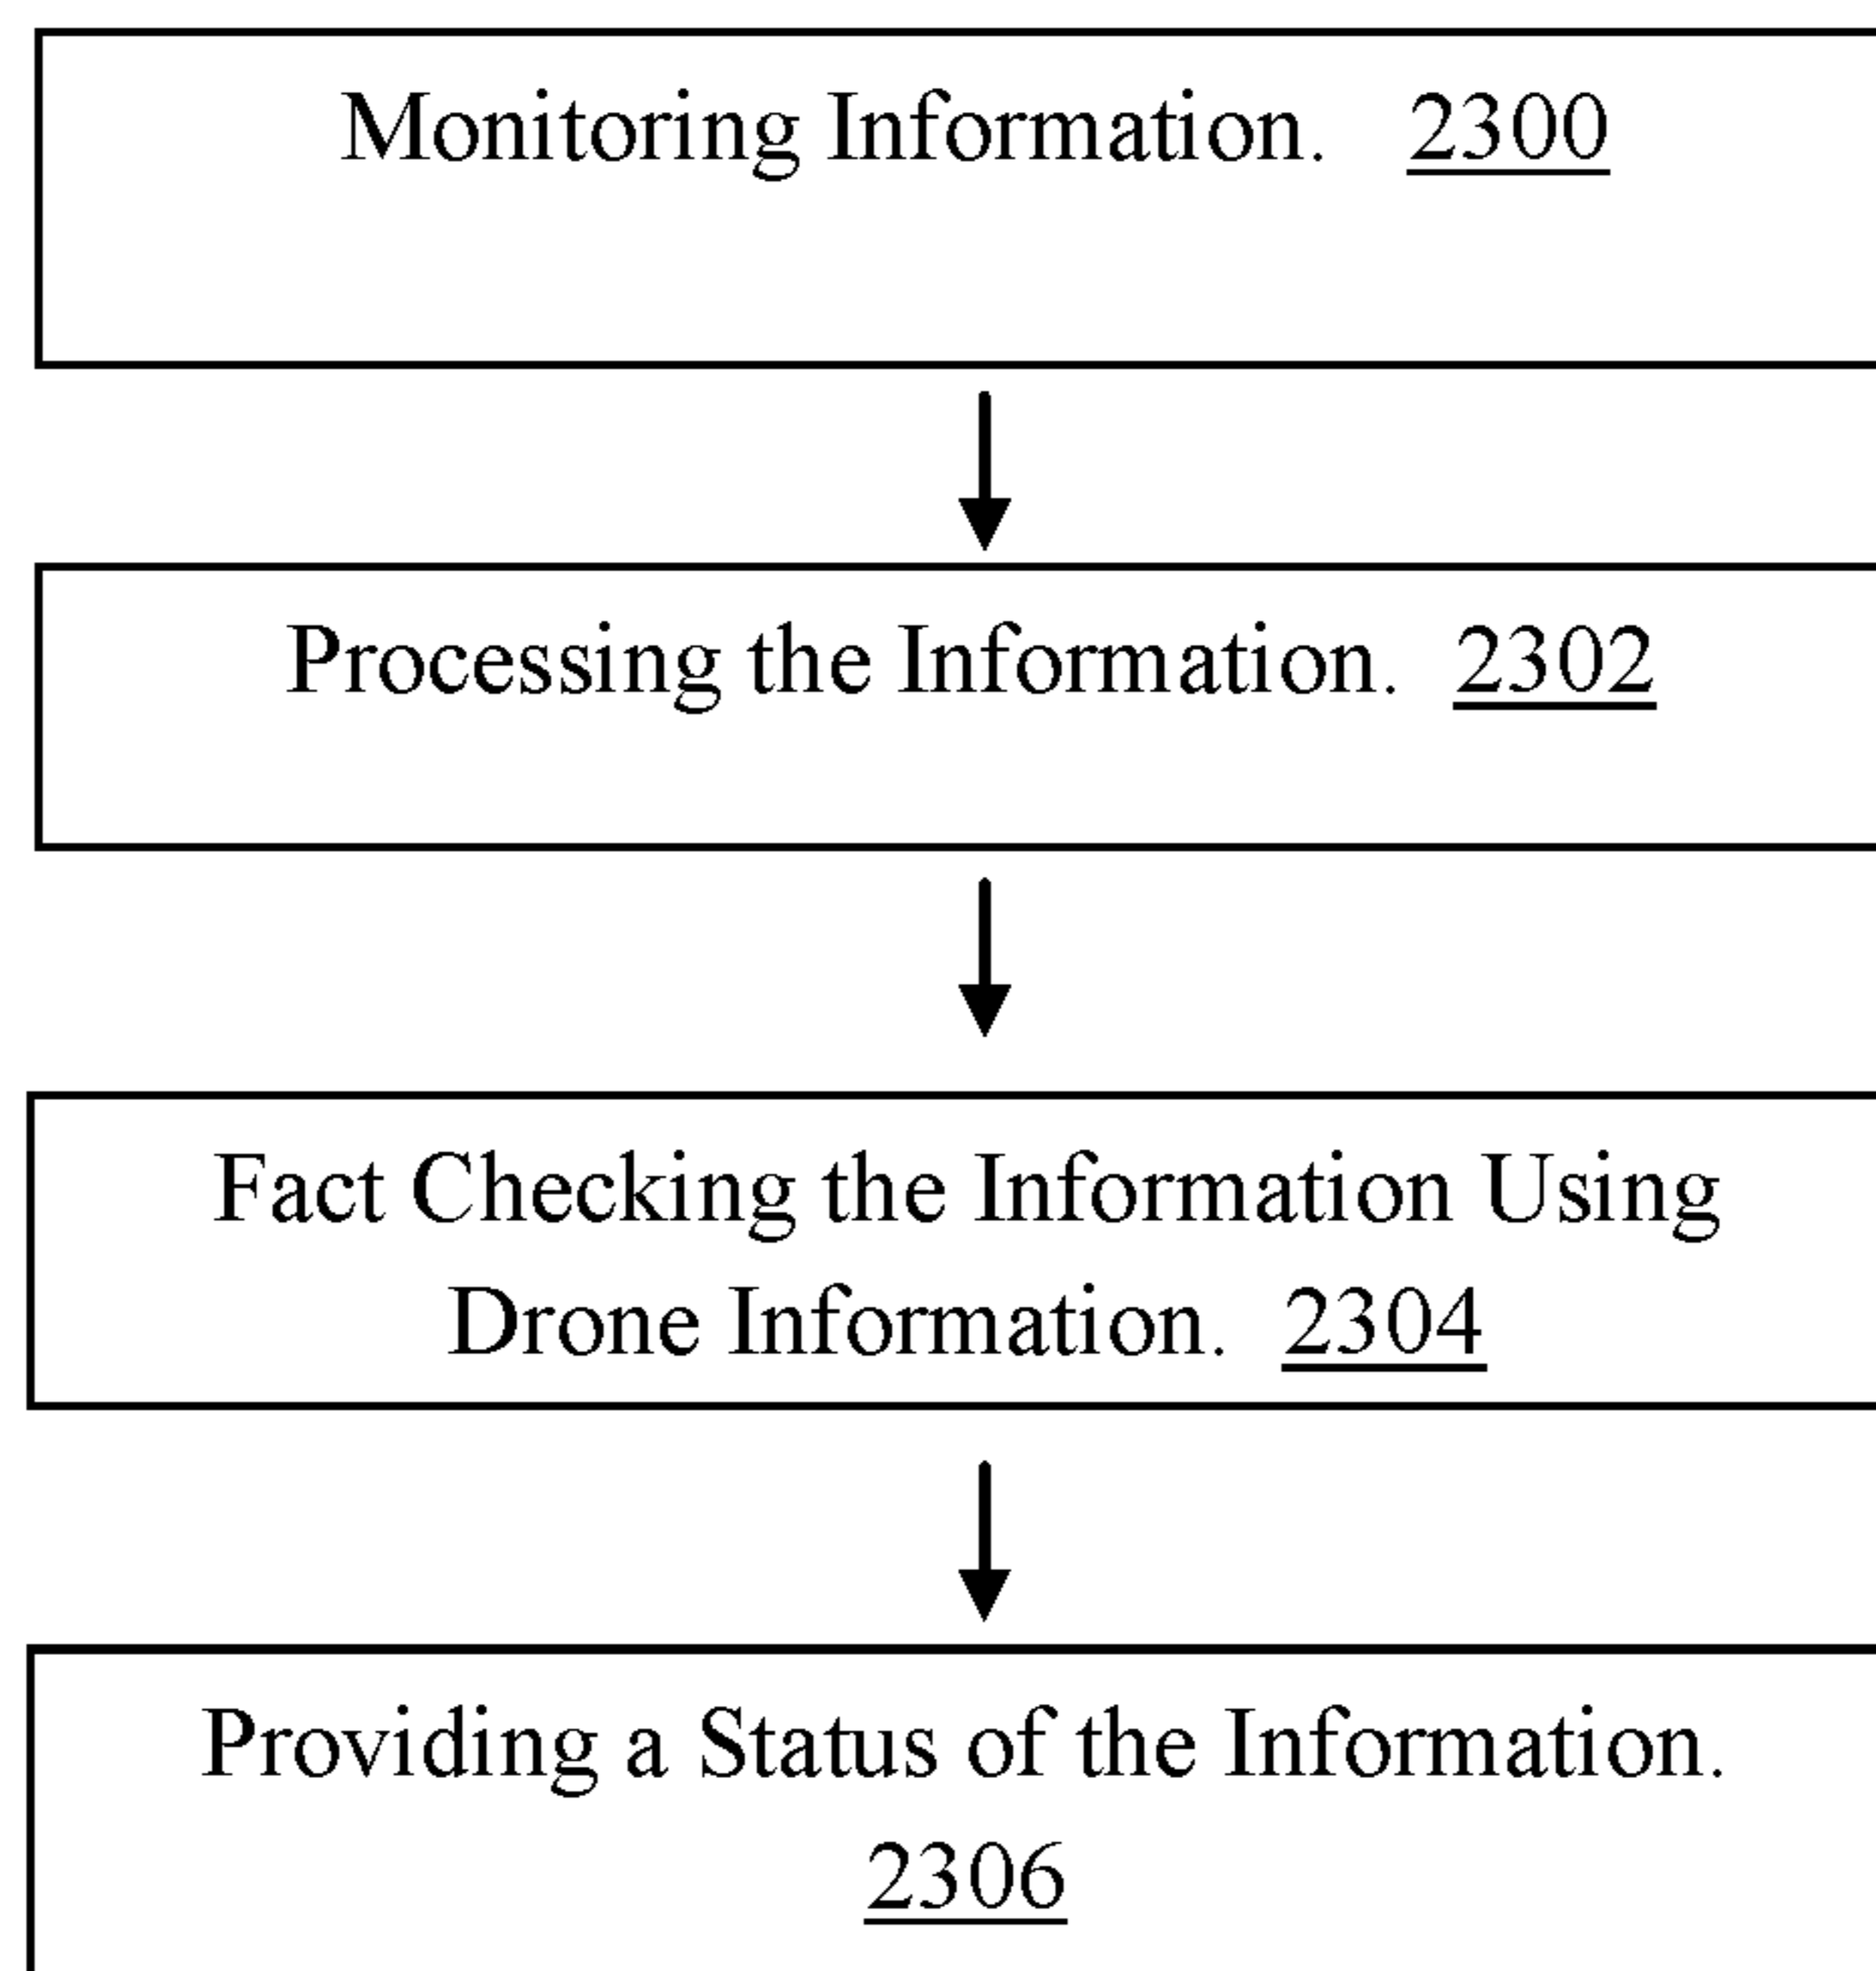 Monitoring Information. 2300
Processing the Information. 2302
Fact Checking the Information Using
Drone Information. 2304
Providing a Status of the Information.
2306